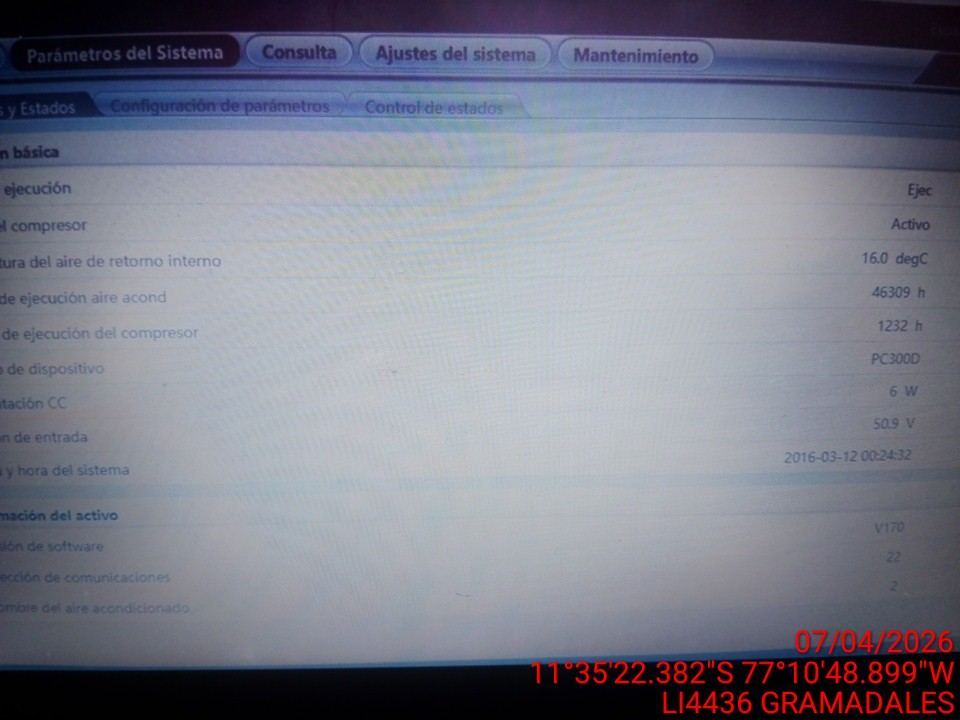 Parámetros del Sistema Consulta Ajustes del sistema Mantenimiento
s y Estados Configuración de parámetros Control de estados
n básica
ejecución Ejec
el compresor Activo
tura del aire de retorno interno 16.0 degC
de ejecución aire acond 46309 h
de ejecución del compresor 1232 h
o de dispositivo PC300D
ntación CC 6 W
ón de entrada 50.9 V
a y hora del sistema 2016-03-12 00:24:32
mación del activo
sión de software V170
ección de comunicaciones 22
ombre del aire acondicionado 2
07/04/2026
11°35'22.382"S 77°10'48.899"W
LI4436 GRAMADALES